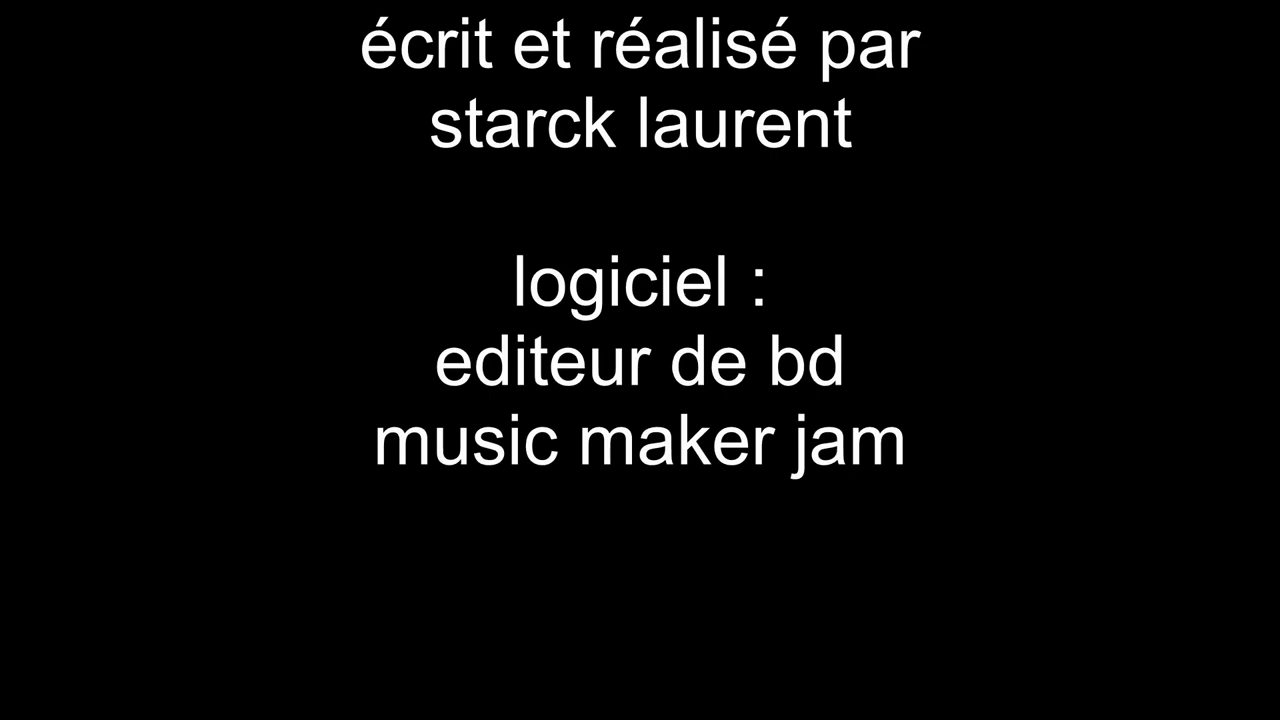 écrit et réalisé par
starck laurent
logiciel :
editeur de bd
music maker jam